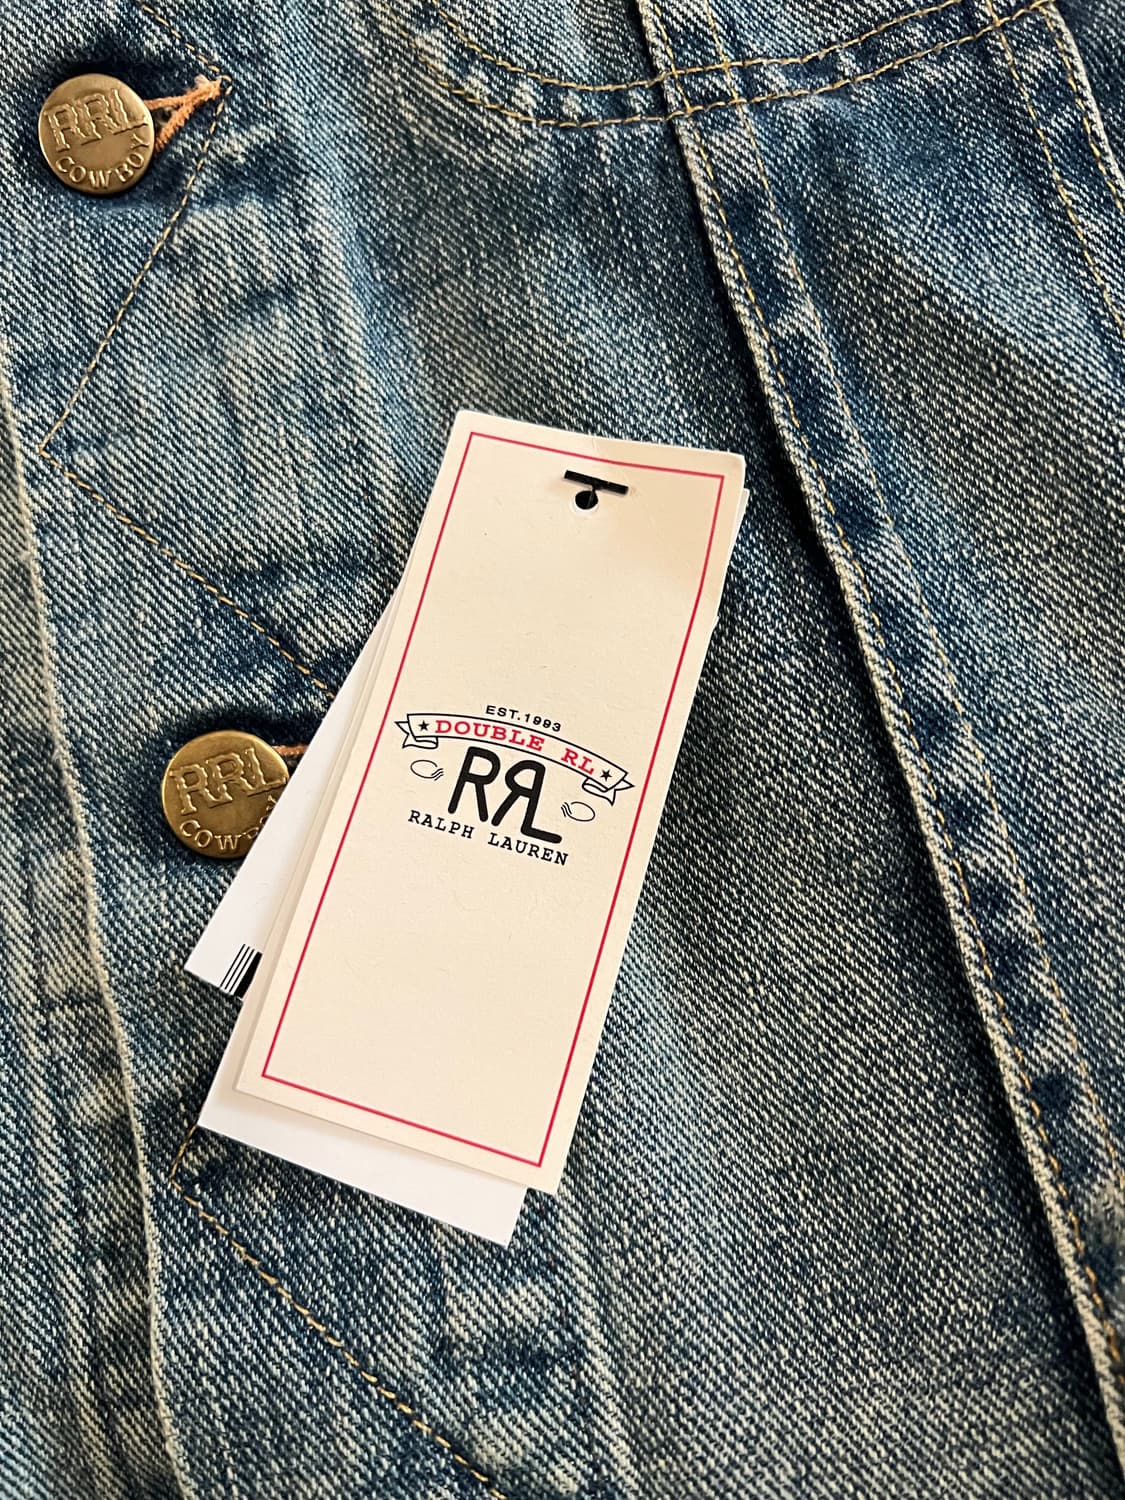 RRL
COWBOY
EST.1993
DOUBLE RL
RRL
RALPH LAUREN
RRL